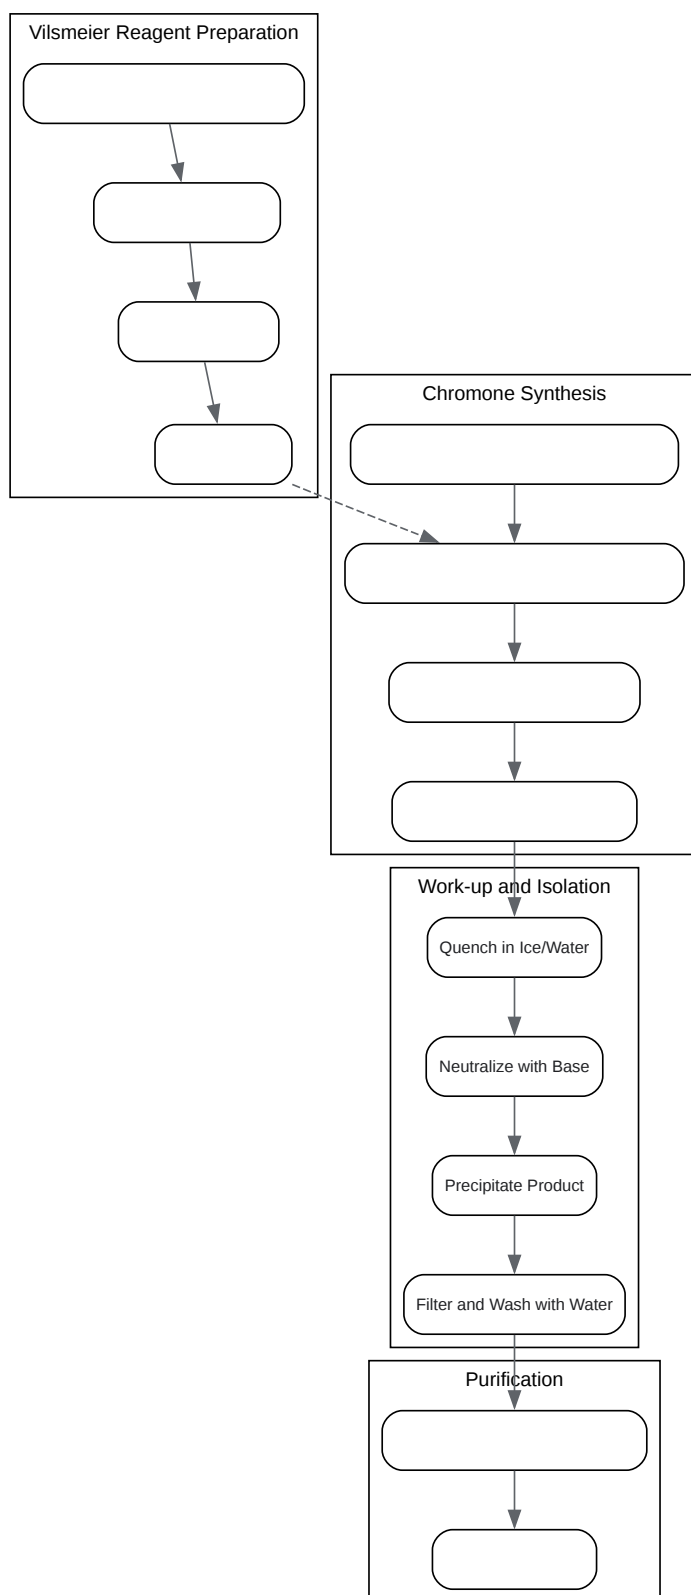 Vilsmeier Reagent Preparation
Chromone Synthesis
Work-up and Isolation
Quench in Ice/Water
Neutralize with Base
Precipitate Product
Filter and Wash with Water
Purification